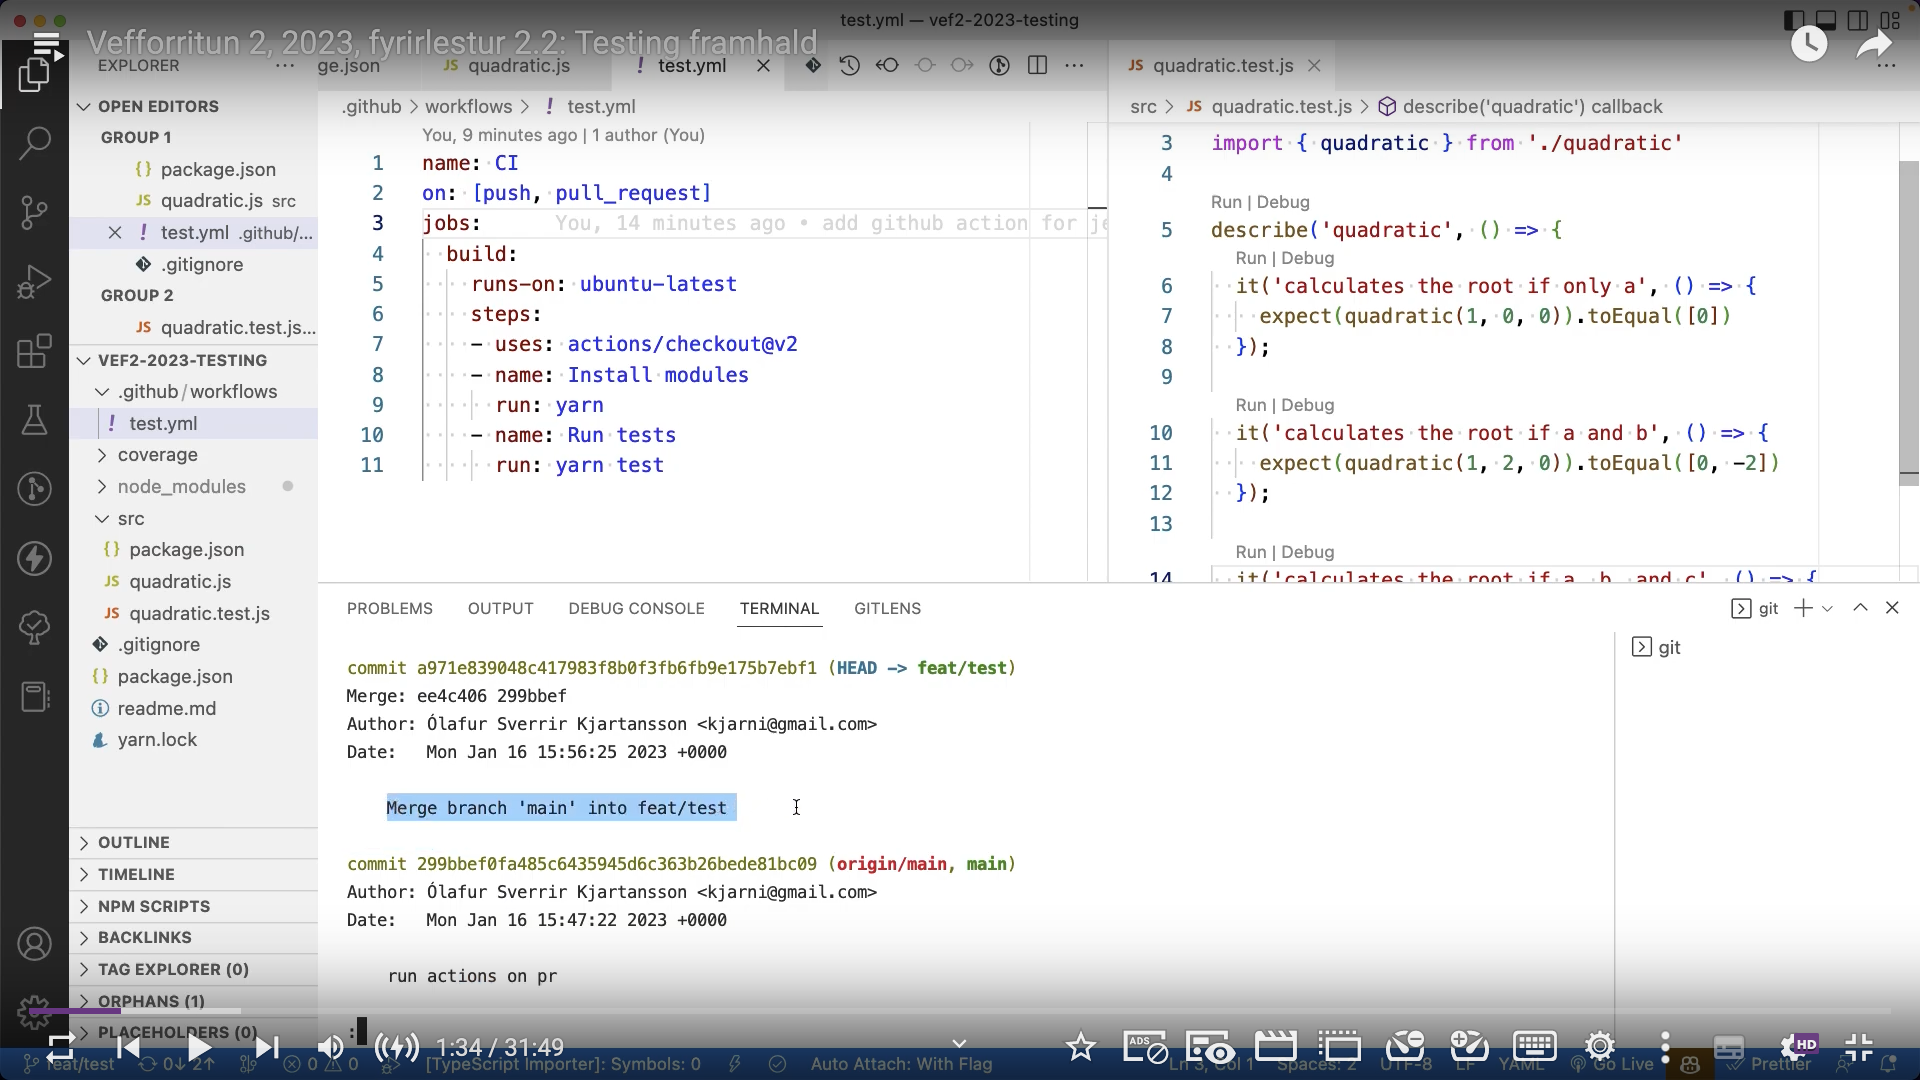 test.yml — vef2-2023-testing
Vefforritun 2, 2023, fyrirlestur 2.2: Testing framhald
EXPLORER
OPEN EDITORS
GROUP 1
package.json
JS quadratic.js src
! test.yml .github/...
.gitignore
GROUP 2
JS quadratic.test.js...
VEF2-2023-TESTING
.github/workflows
! test.yml
coverage
node_modules
src
{} package.json
JS quadratic.js
JS quadratic.test.js
.gitignore
{} package.json
readme.md
yarn.lock
OUTLINE
TIMELINE
NPM SCRIPTS
BACKLINKS
TAG EXPLORER (0)
ORPHANS (1)
PLACEHOLDERS (0)
ge.json
JS quadratic.js
! test.yml
.github > workflows > ! test.yml
You, 9 minutes ago | 1 author (You)
1 name: CI
2 on: [push, pull_request]
3 jobs: You, 14 minutes ago • add github action for je
4 build:
5 runs-on: ubuntu-latest
6 steps:
7 - uses: actions/checkout@v2
8 - name: Install modules
9 run: yarn
10 - name: Run tests
11 run: yarn test
JS quadratic.test.js
src > JS quadratic.test.js > describe('quadratic') callback
3 import { quadratic } from './quadratic'
4
Run | Debug
5 describe('quadratic', () => {
Run | Debug
6 it('calculates the root if only a', () => {
7 expect(quadratic(1, 0, 0)).toEqual([0])
8 });
9
Run | Debug
10 it('calculates the root if a and b', () => {
11 expect(quadratic(1, 2, 0)).toEqual([0, -2])
12 });
13
Run | Debug
14 it('calculates the root if a, b, and c', () => {
PROBLEMS OUTPUT DEBUG CONSOLE TERMINAL GITLENS
git
git
commit a971e839048c417983f8b0f3fb6fb9e175b7ebf1 (HEAD -> feat/test)
Merge: ee4c406 299bbef
Author: Ólafur Sverrir Kjartansson <kjarni@gmail.com>
Date: Mon Jan 16 15:56:25 2023 +0000
Merge branch 'main' into feat/test
commit 299bbef0fa485c6435945d6c363b26bede81bc09 (origin/main, main)
Author: Ólafur Sverrir Kjartansson <kjarni@gmail.com>
Date: Mon Jan 16 15:47:22 2023 +0000
run actions on pr
:
1:34 / 31:49
ADS
HD
feat/test 0↓ 2↑ 0 0 [TypeScript Importer]: Symbols: 0 Auto Attach: With Flag Ln 3, Col 1 Spaces: 2 UTF-8 LF YAML Go Live Prettier